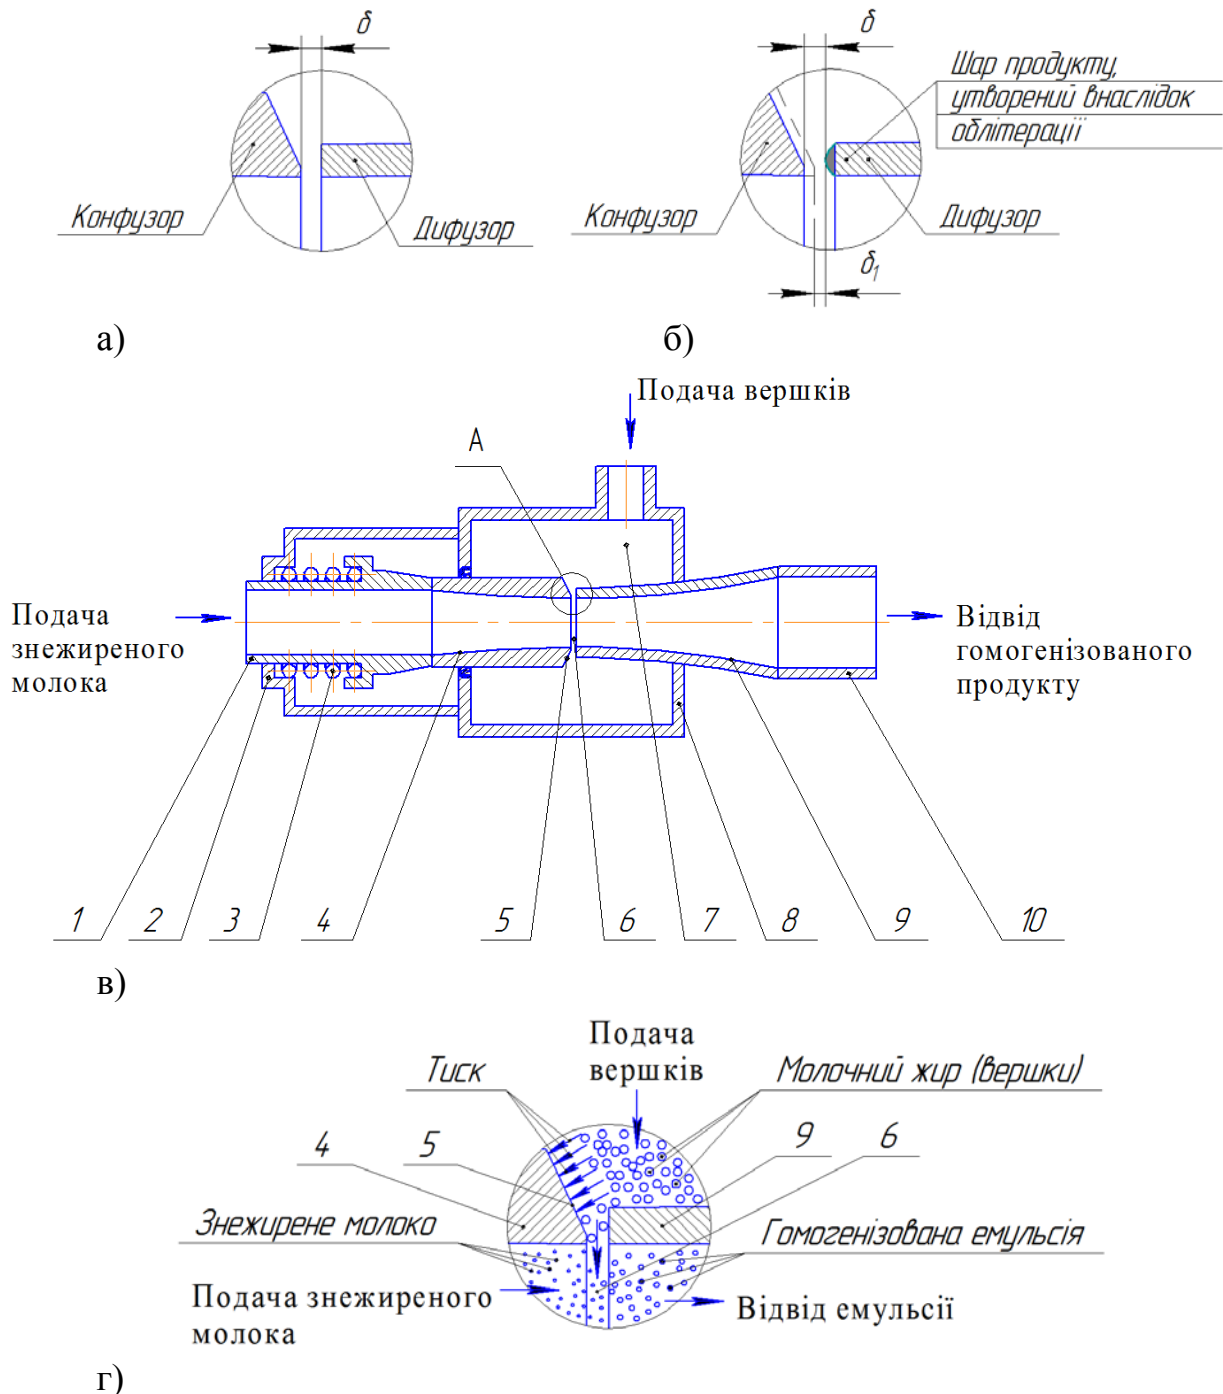 δ
Конфузор
Дифузор
а)
δ
Шар продукту,
утворений внаслідок
облітерації
Конфузор
Дифузор
δ₁
б)
Подача вершків
А
Подача
знежиреного
молока
Відвід
гомогенізованого
продукту
1 2 3 4 5 6 7 8 9 10
в)
Подача
вершків
Тиск
Молочний жир (вершки)
4 5 9 6
Знежирене молоко
Гомогенізована емульсія
Подача знежиреного
молока
Відвід емульсії
г)